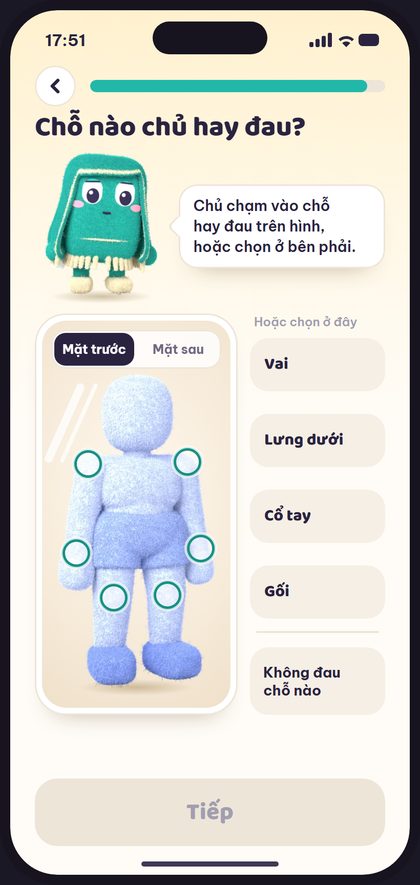 17:51
Chỗ nào chủ hay đau?
Chủ chạm vào chỗ
hay đau trên hình,
hoặc chọn ở bên phải.
Hoặc chọn ở đây
Mặt trước
Mặt sau
Vai
Lưng dưới
Cổ tay
Gối
Không đau
chỗ nào
Tiếp